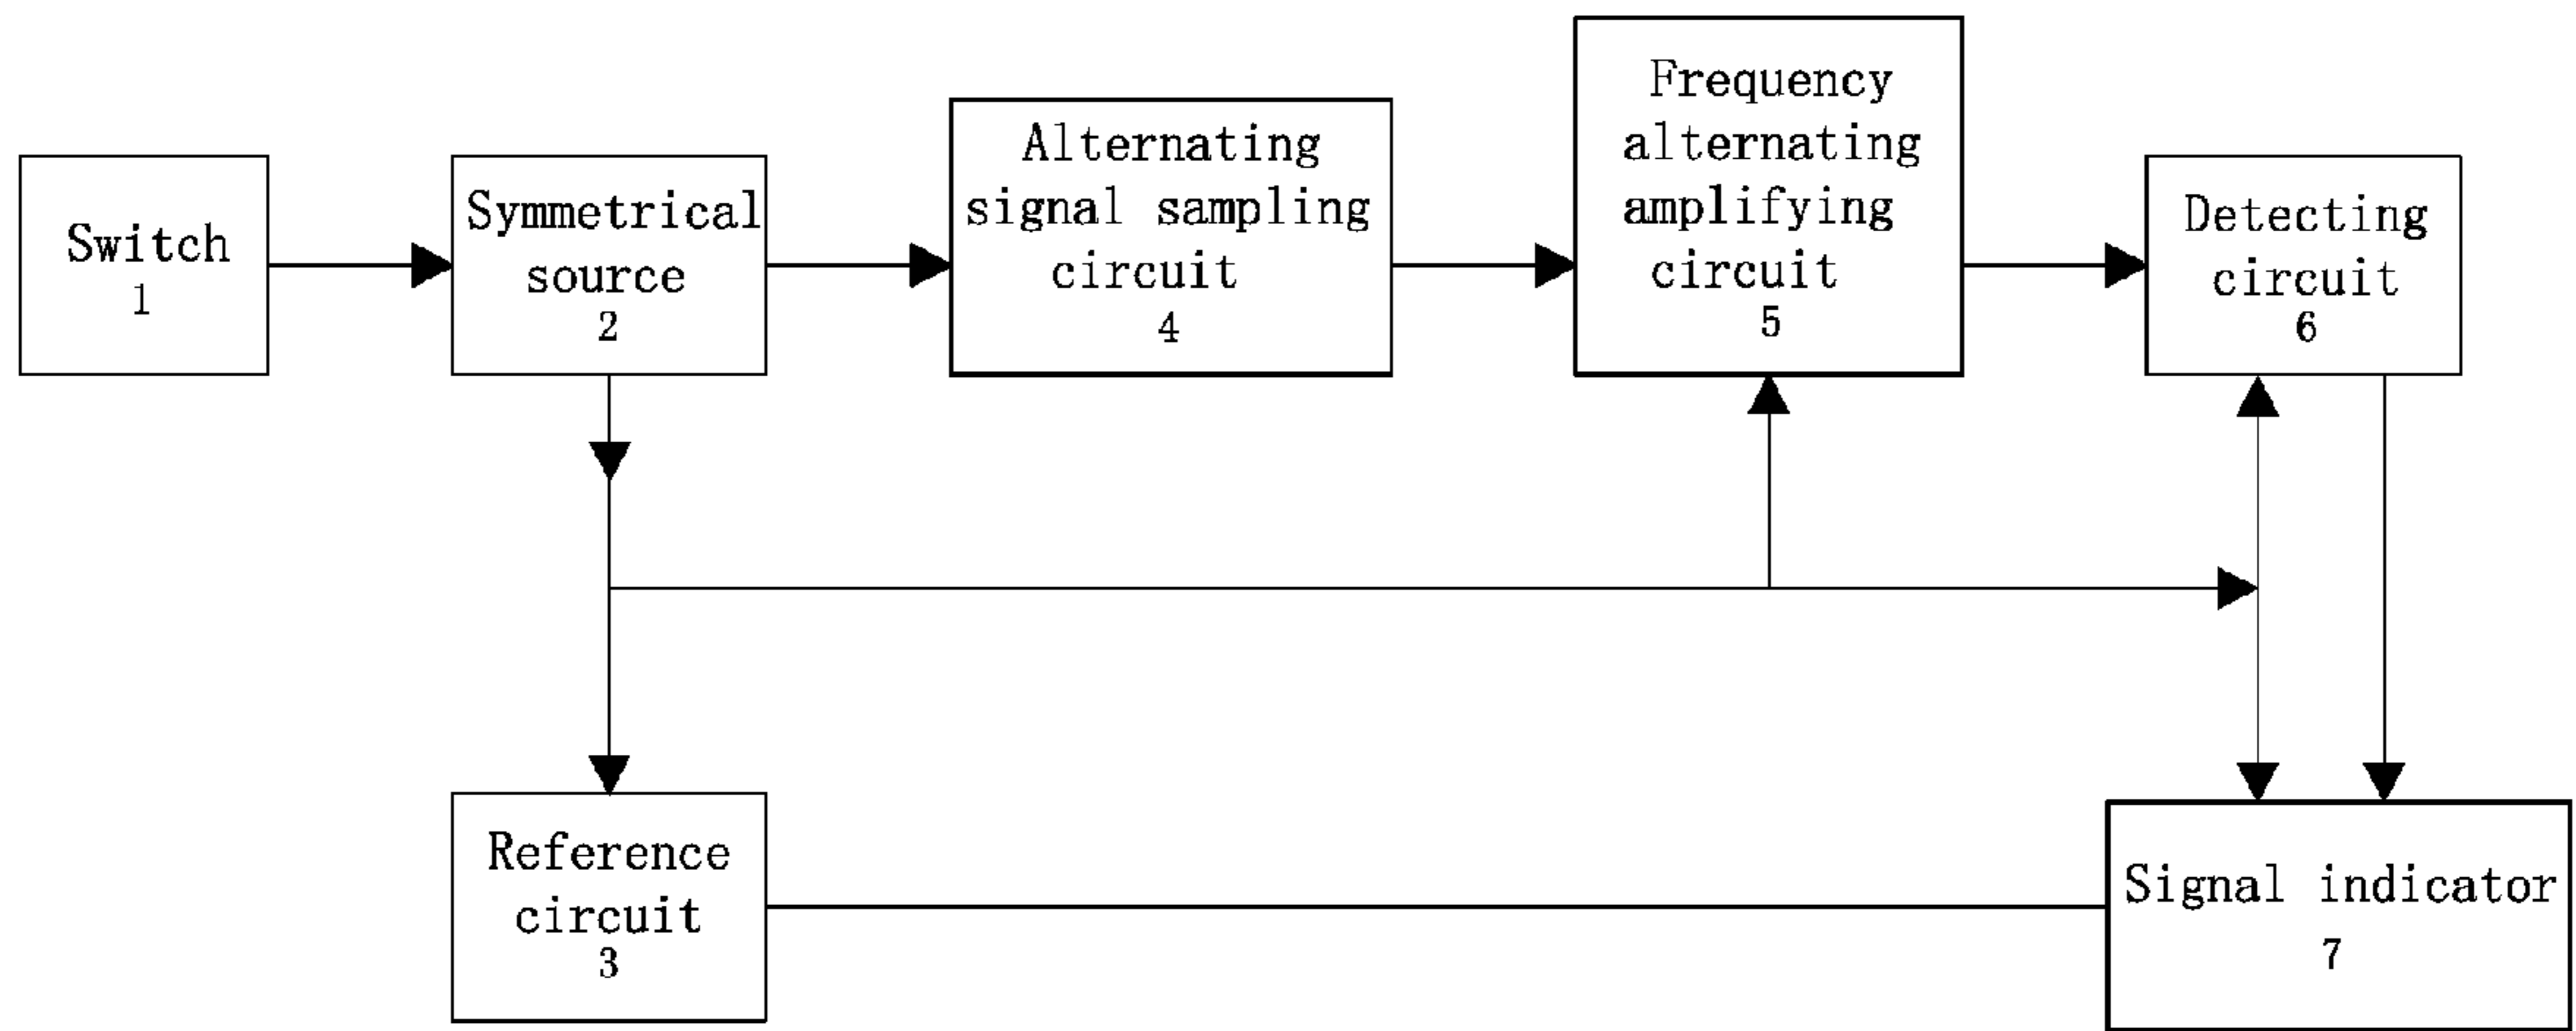 Switch
1
Symmetrical
source
2
Alternating
signal sampling
circuit
4
Frequency
alternating
amplifying
circuit
5
Detecting
circuit
6
Reference
circuit
3
Signal indicator
7